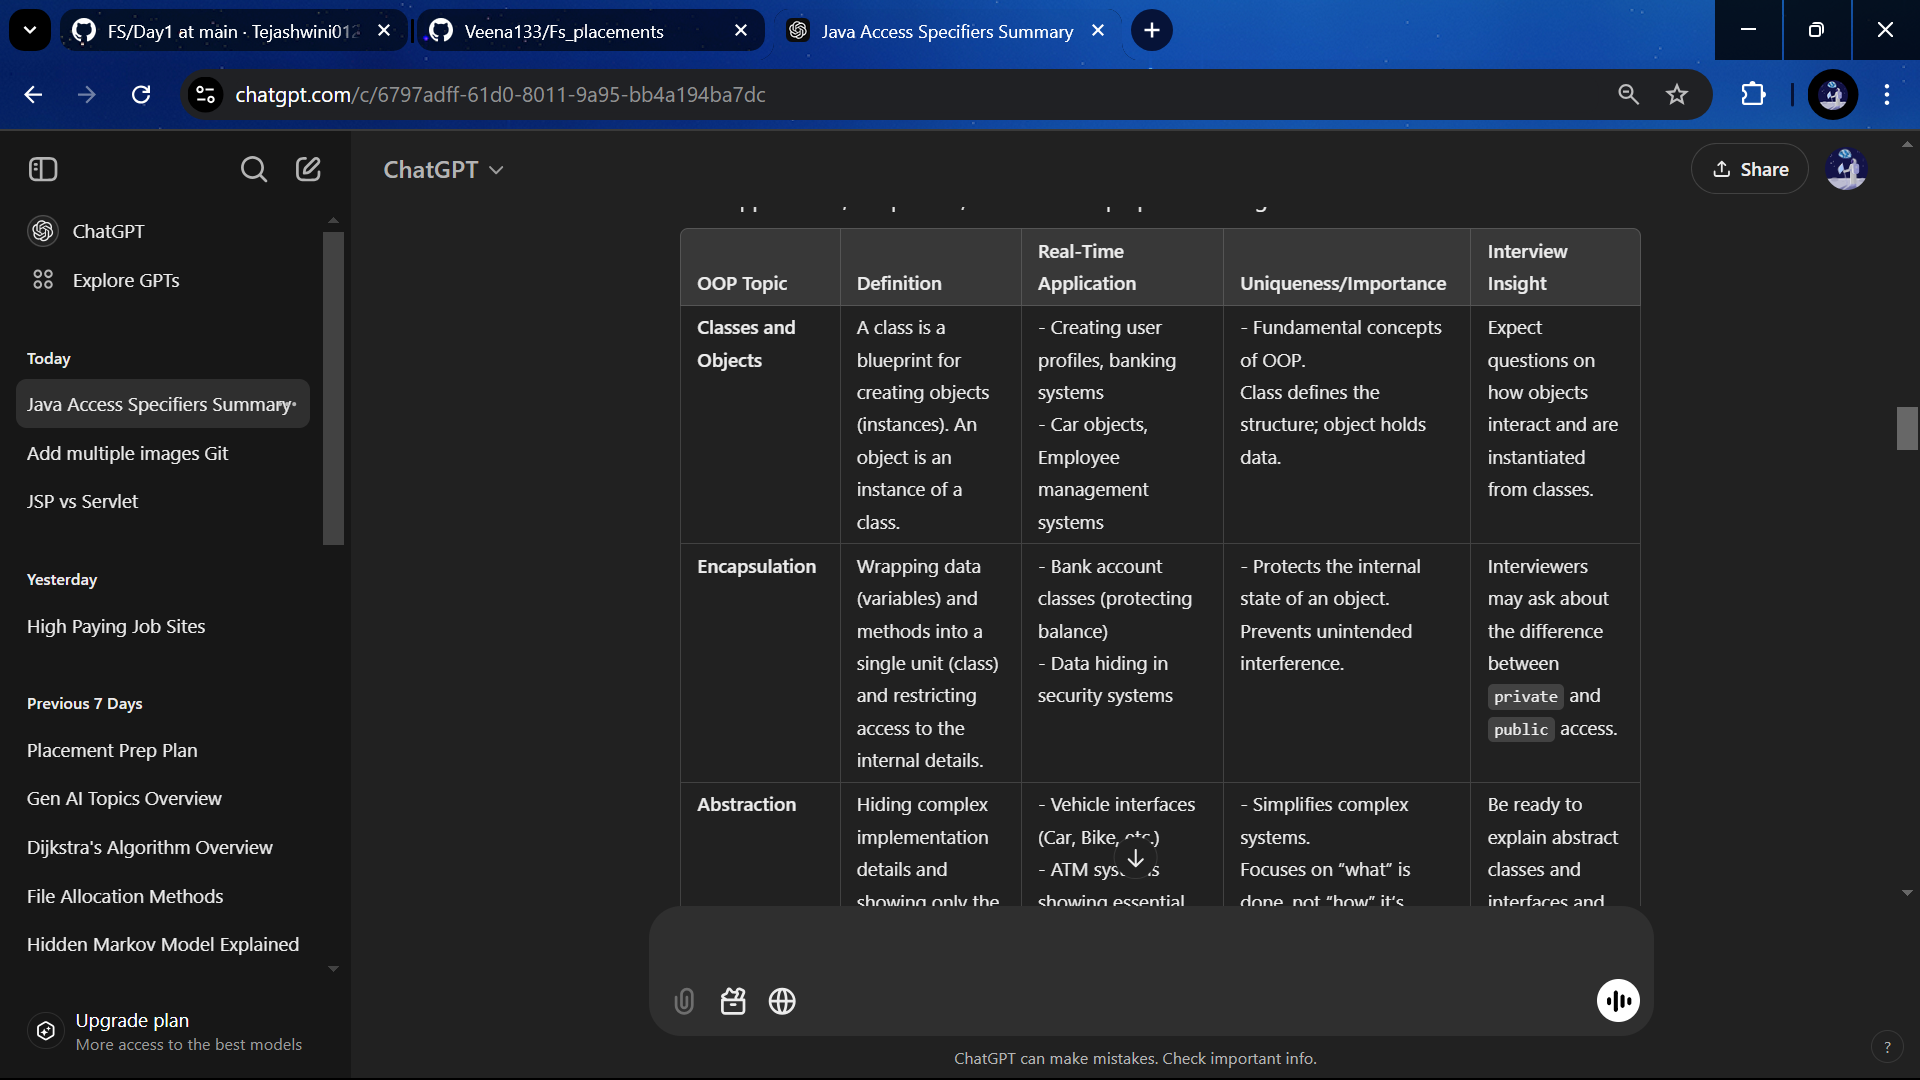 FS/Day1 at main · Tejashwini012
Veena133/Fs_placements
Java Access Specifiers Summary
chatgpt.com/c/6797adff-61d0-8011-9a95-bb4a194ba7dc
ChatGPT
Share
ChatGPT
Explore GPTs
Today
Java Access Specifiers Summary
Add multiple images Git
JSP vs Servlet
Yesterday
High Paying Job Sites
Previous 7 Days
Placement Prep Plan
Gen AI Topics Overview
Dijkstra's Algorithm Overview
File Allocation Methods
Hidden Markov Model Explained
Upgrade plan
More access to the best models
OOP Topic
Definition
Real-Time
Application
Uniqueness/Importance
Interview
Insight
Classes and
Objects
A class is a
blueprint for
creating objects
(instances). An
object is an
instance of a
class.
- Creating user
profiles, banking
systems
- Car objects,
Employee
management
systems
- Fundamental concepts
of OOP.
Class defines the
structure; object holds
data.
Expect
questions on
how objects
interact and are
instantiated
from classes.
Encapsulation
Wrapping data
(variables) and
methods into a
single unit (class)
and restricting
access to the
internal details.
- Bank account
classes (protecting
balance)
- Data hiding in
security systems
- Protects the internal
state of an object.
Prevents unintended
interference.
Interviewers
may ask about
the difference
between
private and
public access.
Abstraction
Hiding complex
implementation
details and
showing only the
- Vehicle interfaces
(Car, Bike, etc.)
- ATM systems
showing essential
- Simplifies complex
systems.
Focuses on “what” is
done, not “how” it’s
Be ready to
explain abstract
classes and
interfaces and
ChatGPT can make mistakes. Check important info.
?